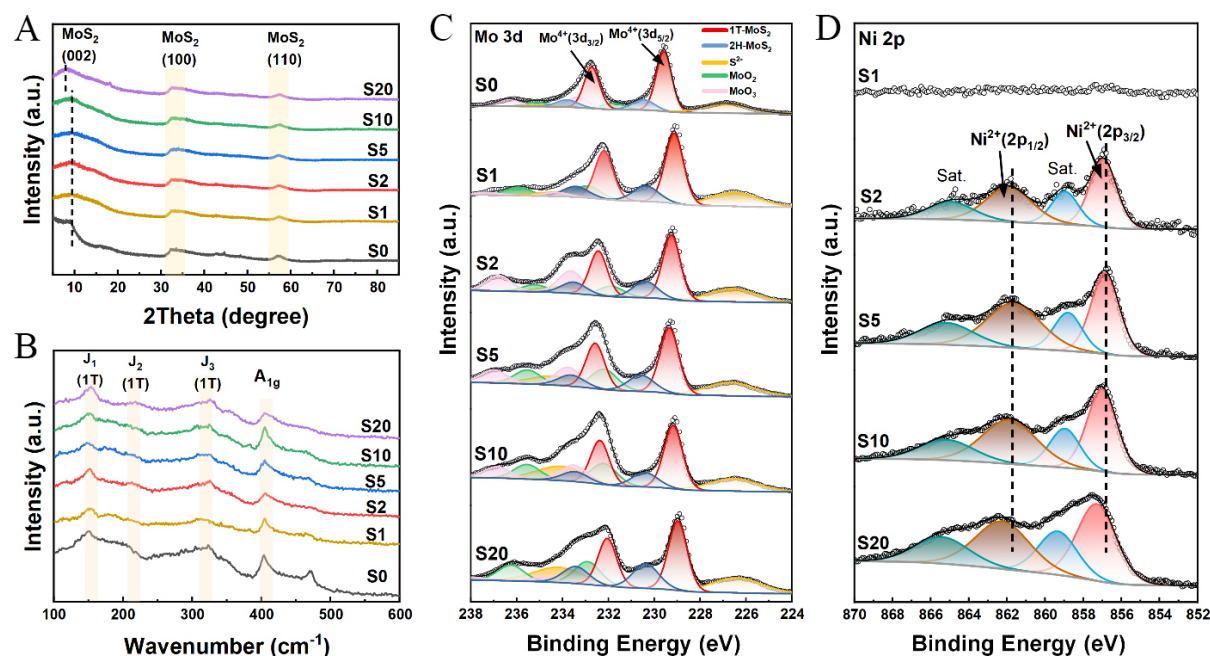 A
MoS2
(002)
MoS2
(100)
MoS2
(110)
S20
S10
S5
S2
S1
S0
Intensity (a.u.)
10 20 30 40 50 60 70 80
2Theta (degree)
B
J1
(1T)
J2
(1T)
J3
(1T)
A1g
S20
S10
S5
S2
S1
S0
Intensity (a.u.)
100 200 300 400 500 600
Wavenumber (cm-1)
C
Mo 3d
Mo4+(3d3/2)
Mo4+(3d5/2)
1T-MoS2
2H-MoS2
S2-
MoO2
MoO3
S0
S1
S2
S5
S10
S20
Intensity (a.u.)
238 236 234 232 230 228 226 224
Binding Energy (eV)
D
Ni 2p
S1
Ni2+(2p1/2)
Ni2+(2p3/2)
Sat.
Sat.
S2
S5
S10
S20
Intensity (a.u.)
870 865 862 860 858 856 854 852
Binding Energy (eV)